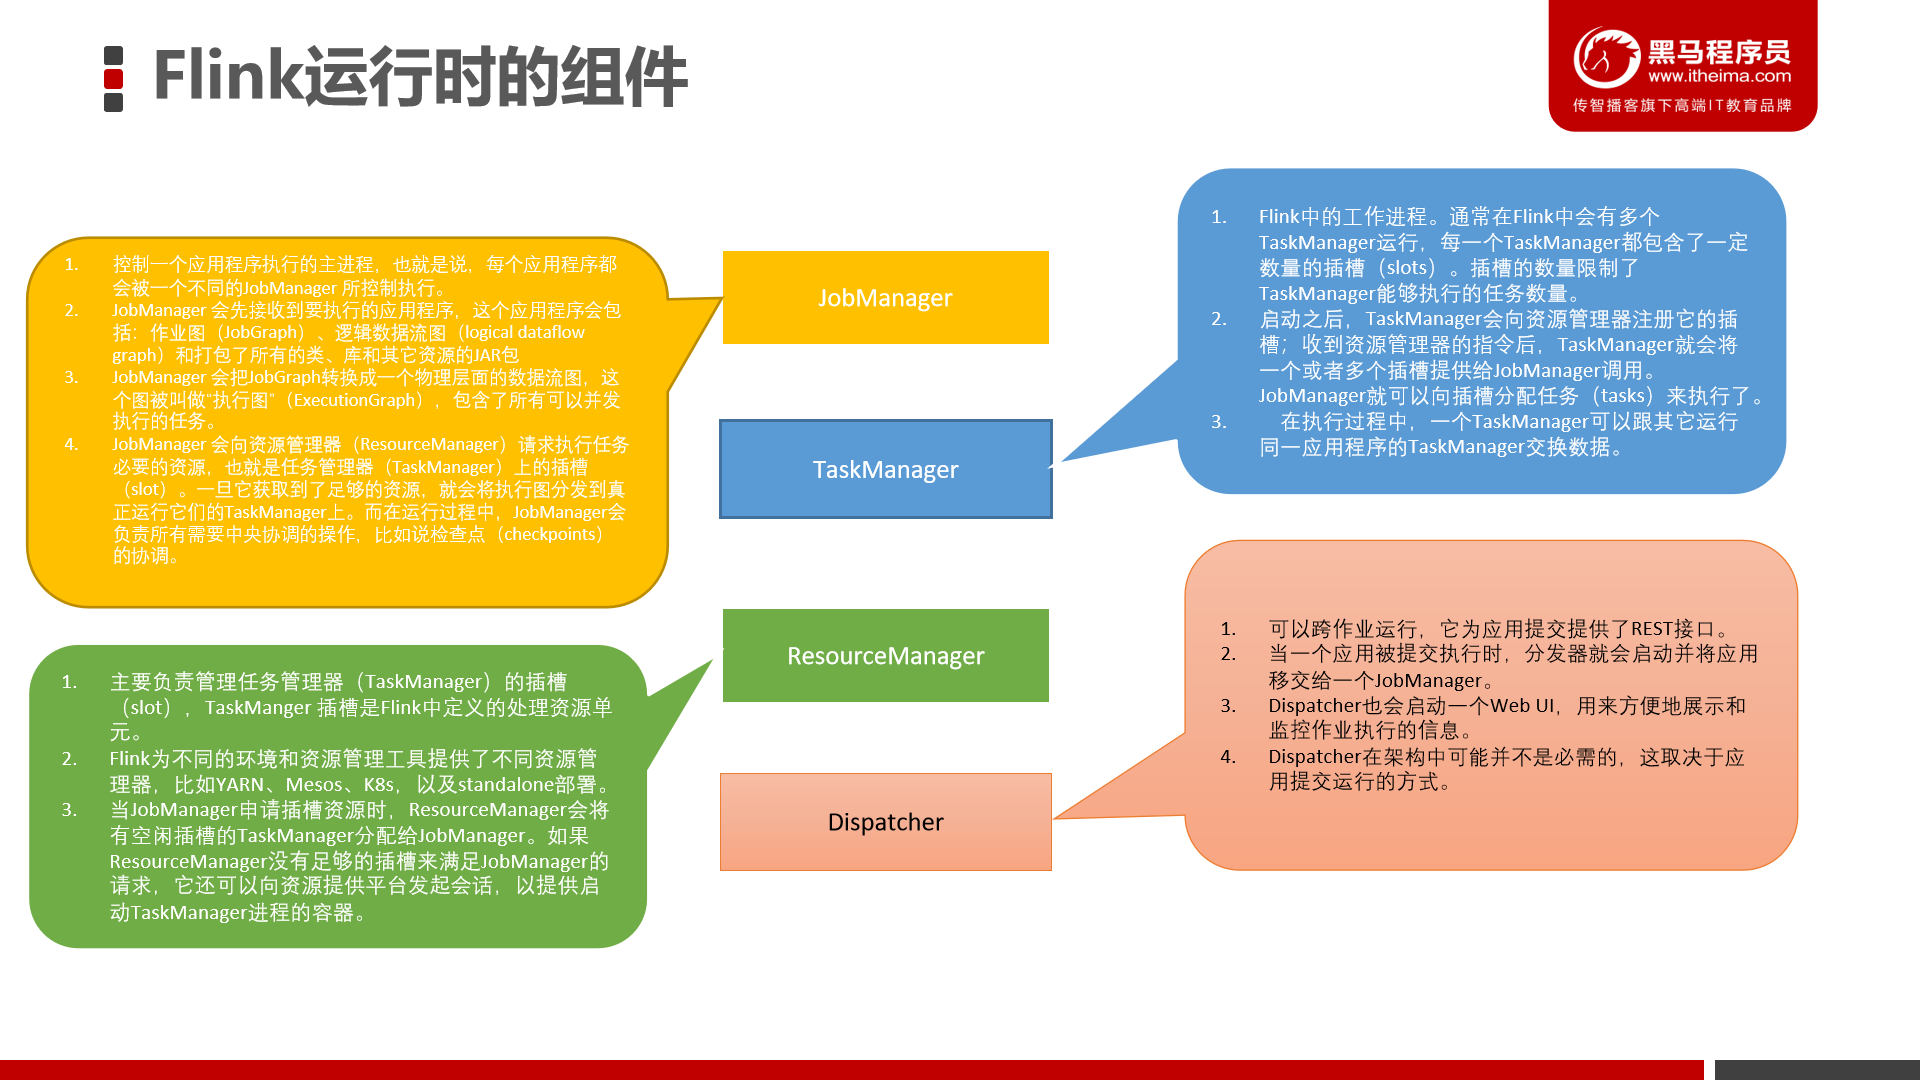 Flink运行时的组件
黑马程序员
www.itheima.com
传智播客旗下高端IT教育品牌
1. 控制一个应用程序执行的主进程，也就是说，每个应用程序都
会被一个不同的JobManager 所控制执行。
2. JobManager 会先接收到要执行的应用程序，这个应用程序会包
括：作业图（JobGraph）、逻辑数据流图（logical dataflow
graph）和打包了所有的类、库和其它资源的JAR包
3. JobManager 会把JobGraph转换成一个物理层面的数据流图，这
个图被叫做“执行图”（ExecutionGraph），包含了所有可以并发
执行的任务。
4. JobManager 会向资源管理器（ResourceManager）请求执行任务
必要的资源，也就是任务管理器（TaskManager）上的插槽
（slot）。一旦它获取到了足够的资源，就会将执行图分发到真
正运行它们的TaskManager上。而在运行过程中，JobManager会
负责所有需要中央协调的操作，比如说检查点（checkpoints）
的协调。
JobManager
1. Flink中的工作进程。通常在Flink中会有多个
TaskManager运行，每一个TaskManager都包含了一定
数量的插槽（slots）。插槽的数量限制了
TaskManager能够执行的任务数量。
2. 启动之后，TaskManager会向资源管理器注册它的插
槽；收到资源管理器的指令后，TaskManager就会将
一个或者多个插槽提供给JobManager调用。
JobManager就可以向插槽分配任务（tasks）来执行了。
3. 在执行过程中，一个TaskManager可以跟其它运行
同一应用程序的TaskManager交换数据。
TaskManager
1. 主要负责管理任务管理器（TaskManager）的插槽
（slot），TaskManger 插槽是Flink中定义的处理资源单
元。
2. Flink为不同的环境和资源管理工具提供了不同资源管
理器，比如YARN、Mesos、K8s，以及standalone部署。
3. 当JobManager申请插槽资源时，ResourceManager会将
有空闲插槽的TaskManager分配给JobManager。如果
ResourceManager没有足够的插槽来满足JobManager的
请求，它还可以向资源提供平台发起会话，以提供启
动TaskManager进程的容器。
ResourceManager
1. 可以跨作业运行，它为应用提交提供了REST接口。
2. 当一个应用被提交执行时，分发器就会启动并将应用
移交给一个JobManager。
3. Dispatcher也会启动一个Web UI，用来方便地展示和
监控作业执行的信息。
4. Dispatcher在架构中可能并不是必需的，这取决于应
用提交运行的方式。
Dispatcher